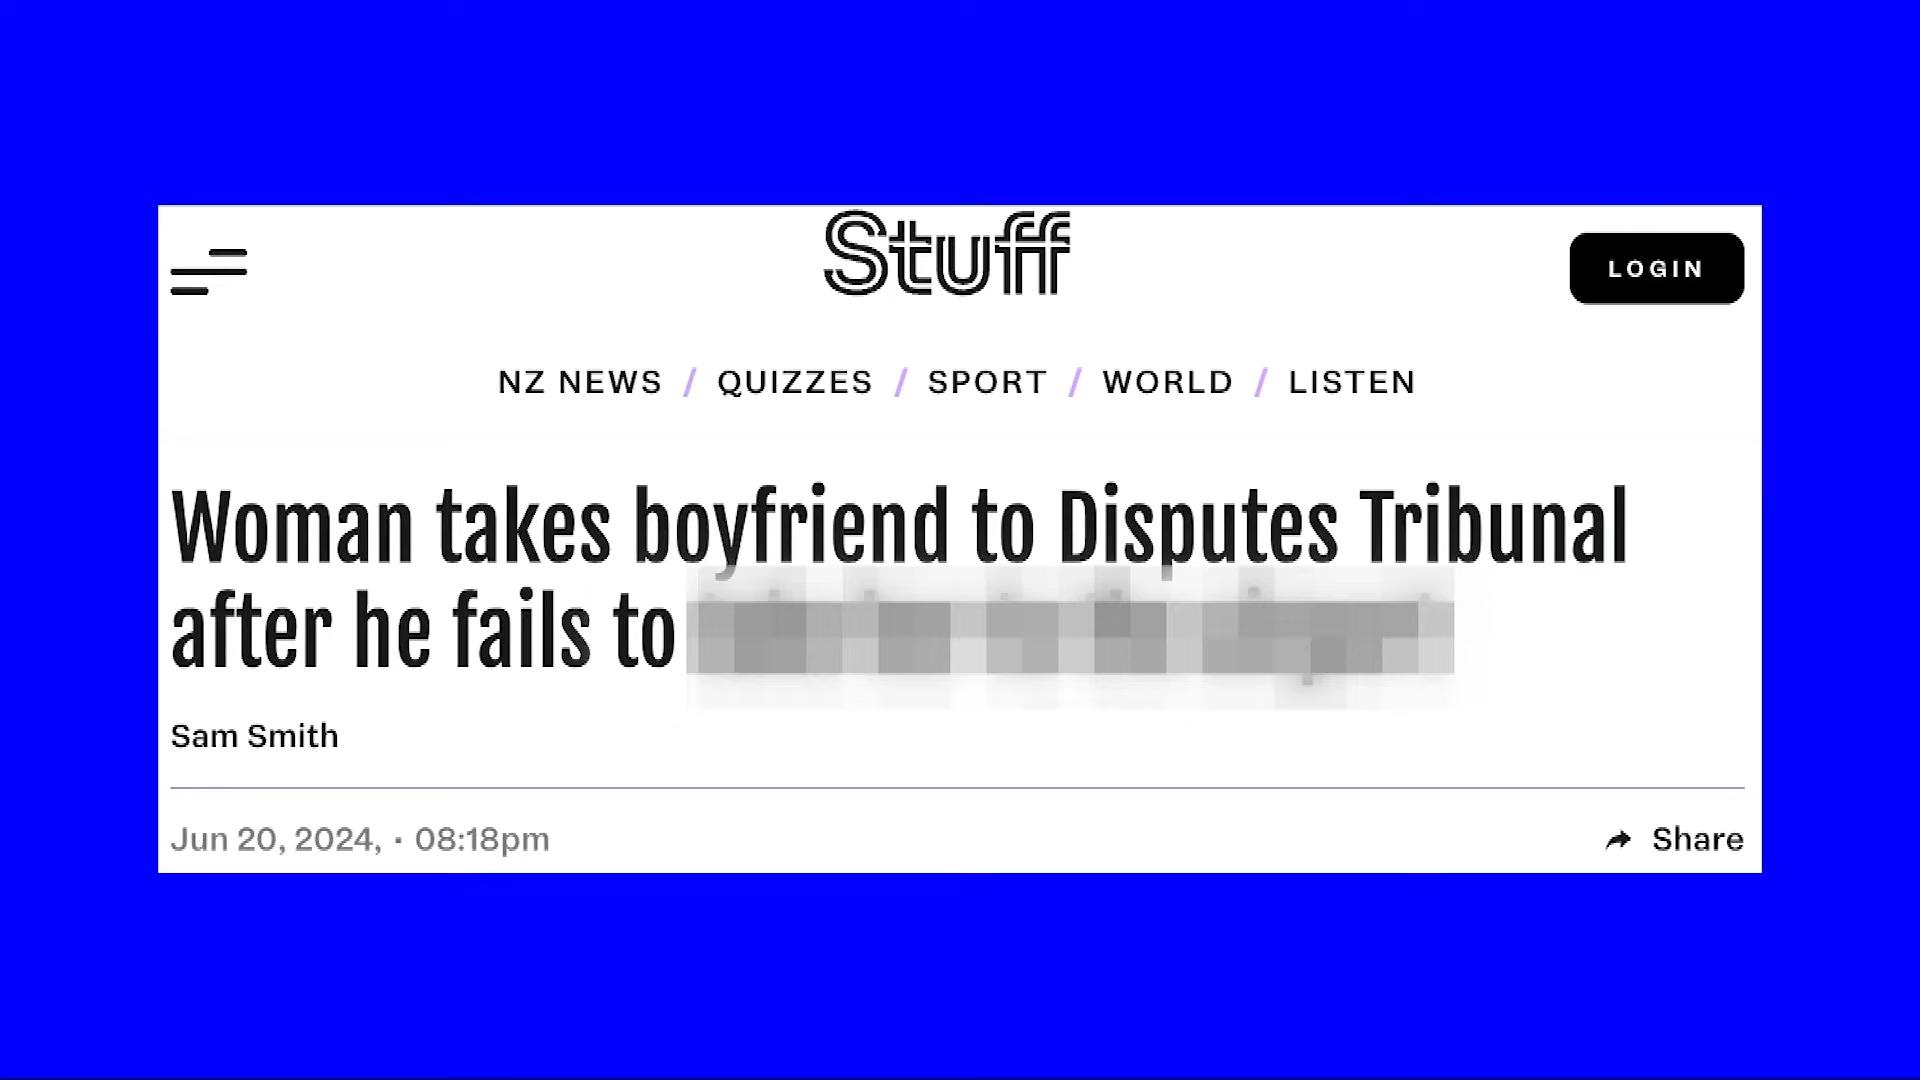 Stuff
LOGIN
NZ NEWS / QUIZZES / SPORT / WORLD / LISTEN
Woman takes boyfriend to Disputes Tribunal
after he fails to
Sam Smith
Jun 20, 2024, · 08:18pm
Share